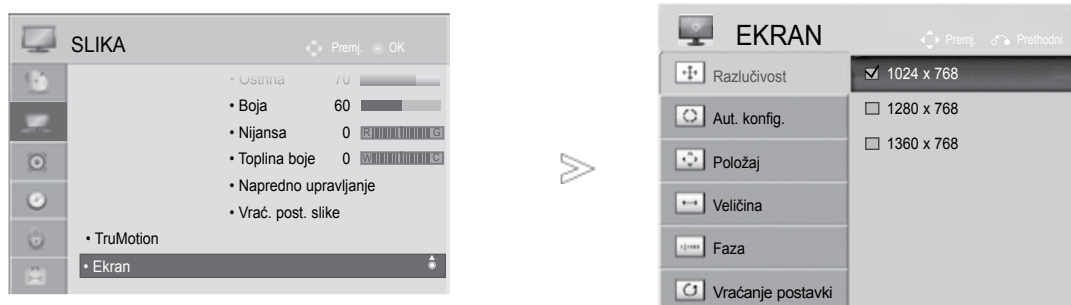 SLIKA
Premj. OK
• Oštrina 70
• Boja 60
• Nijansa 0 R G
• Toplina boje 0 W C
• Napredno upravljanje
• Vrać. post. slike
• TruMotion
• Ekran
EKRAN
Premj. Prethodni
Razlučivost
Aut. konfig.
Položaj
Veličina
Faza
Vraćanje postavki
1024 x 768
1280 x 768
1360 x 768